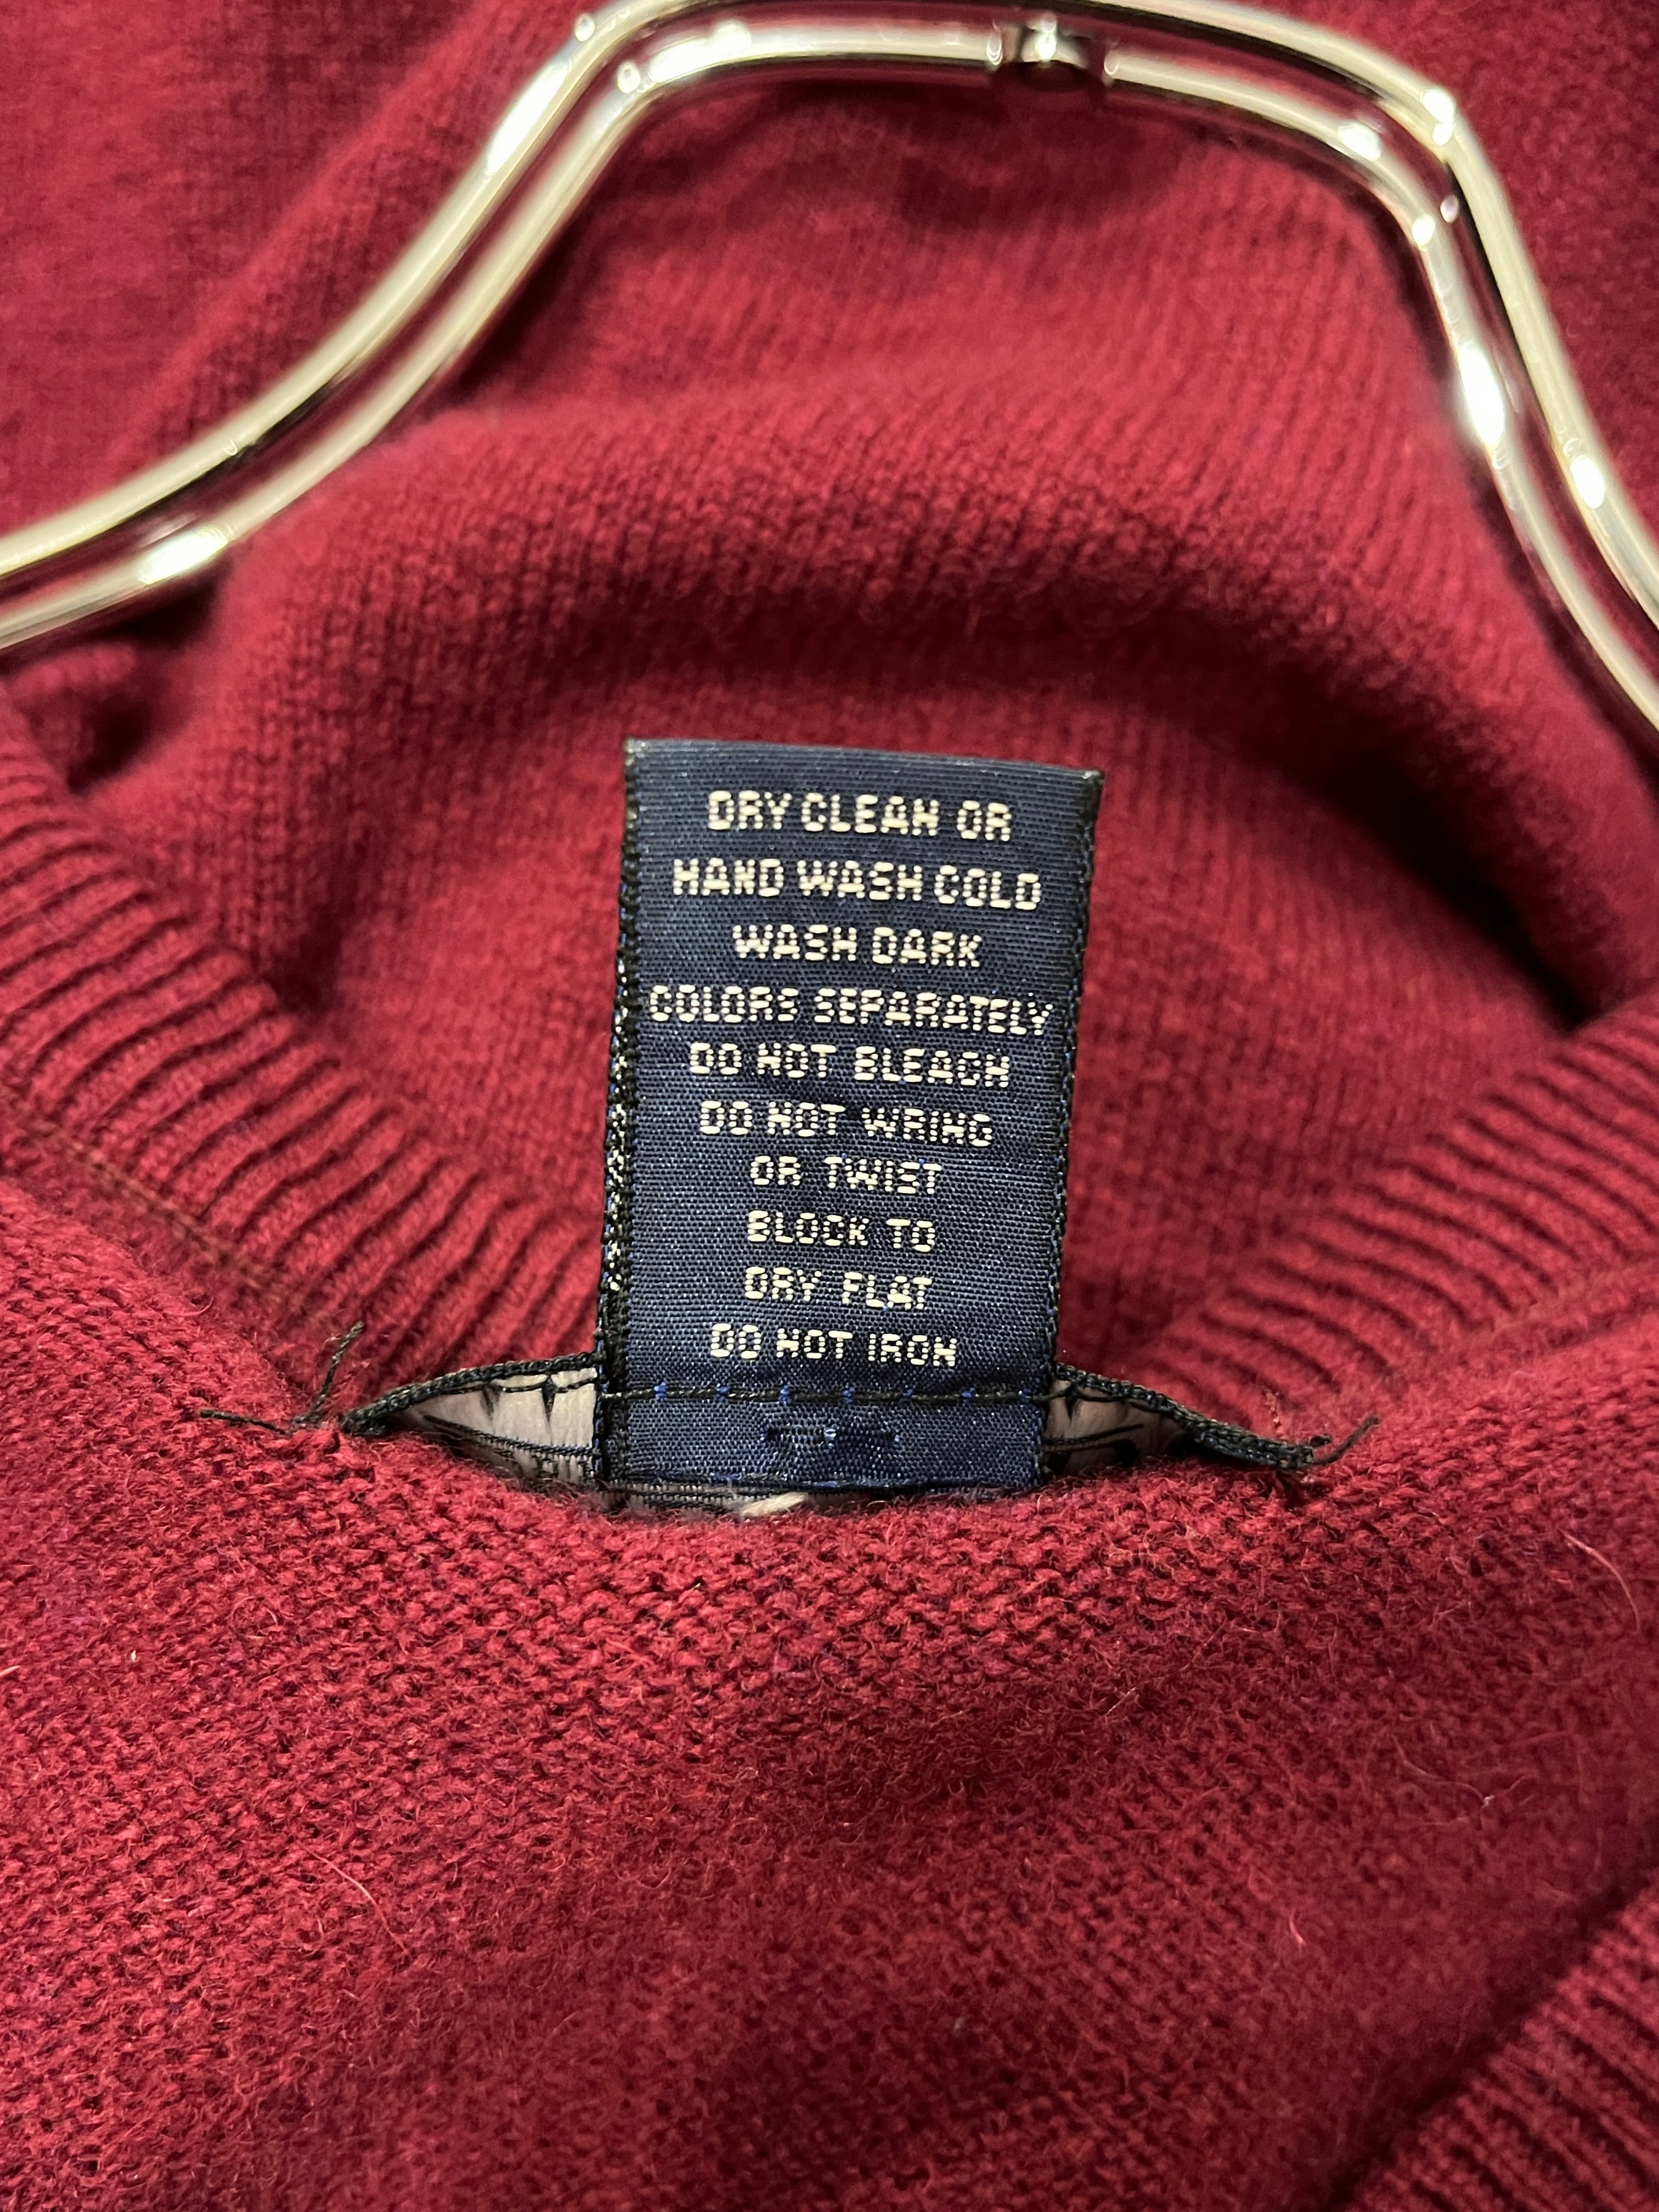 DRY CLEAN OR
HAND WASH COLD
WASH DARK
COLORS SEPARATELY
DO NOT BLEACH
DO NOT WRING
OR TWIST
BLOCK TO
DRY FLAT
DO NOT IRON